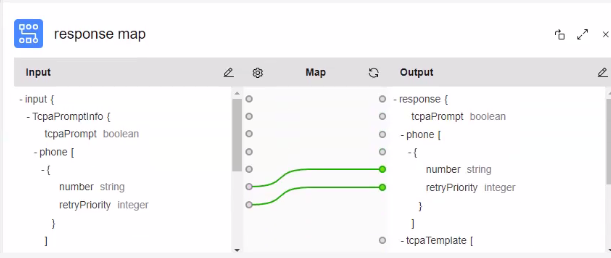 response map
Input
Map
Output
- input {
- TcpaPromptInfo {
tcpaPrompt boolean
- phone [
- {
number string
retryPriority integer
}
]
- response {
tcpaPrompt boolean
- phone [
- {
number string
retryPriority integer
}
]
- tcpaTemplate [